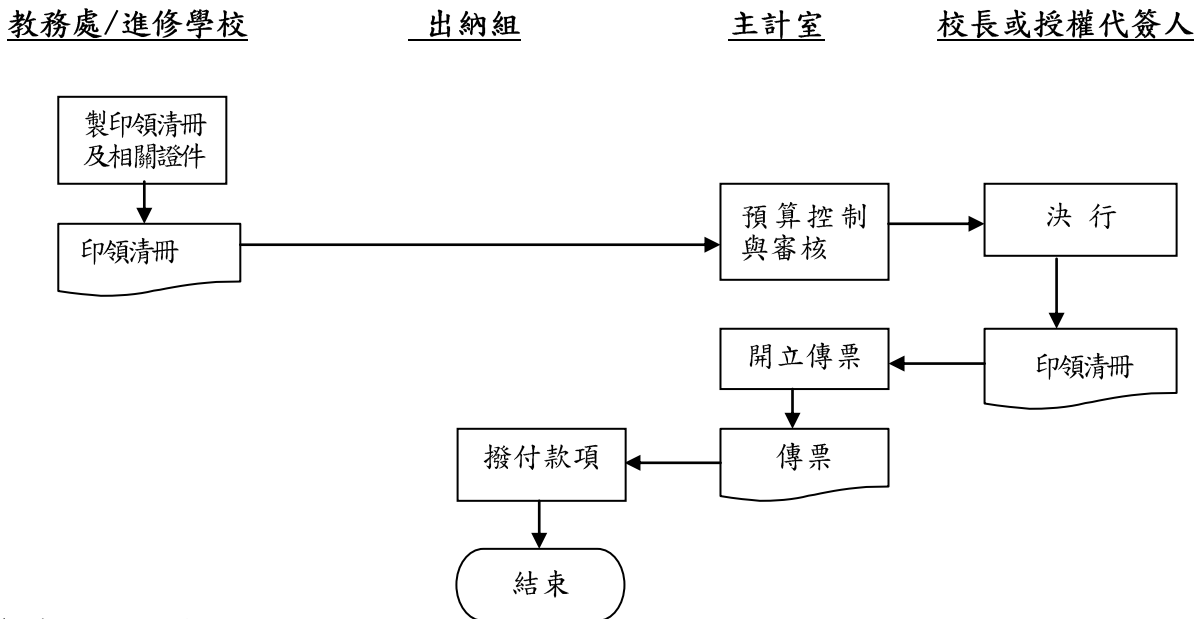 教務處/進修學校
出納組
主計室
校長或授權代簽人
製印領清冊
及相關證件
印領清冊
預算控制
與審核
決 行
印領清冊
開立傳票
傳票
撥付款項
結束